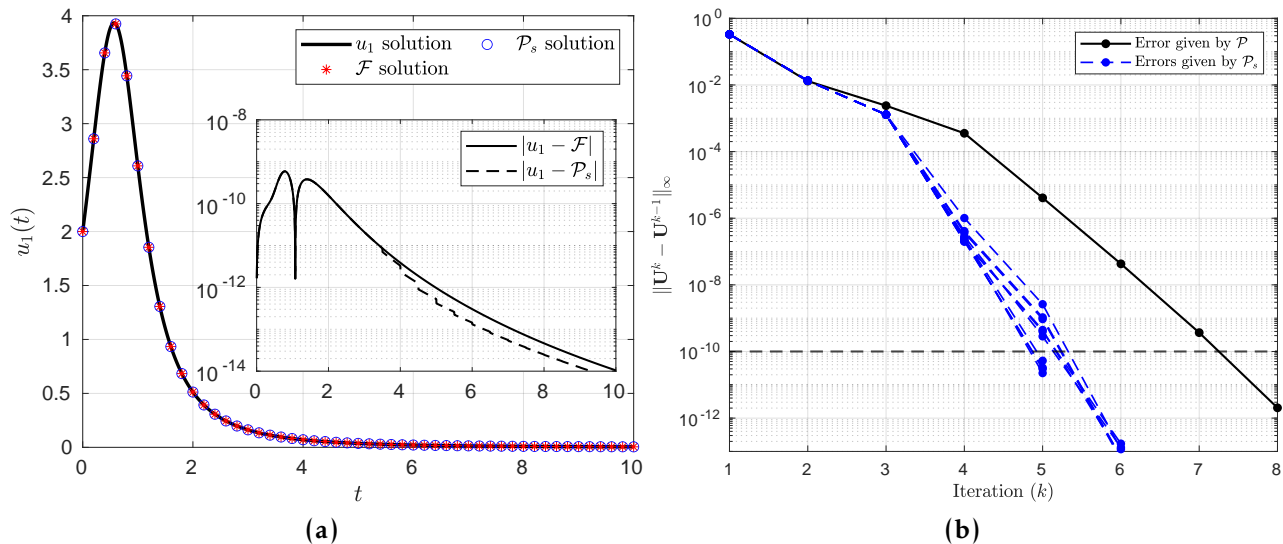 4
3.5
3
2.5
2
1.5
1
0.5
0
0 2 4 6 8 10
u₁(t)
t
u₁ solution
𝓕 solution
𝓟ₛ solution
10⁻⁸
10⁻¹⁰
10⁻¹²
10⁻¹⁴
0 2 4 6 8 10
|u₁ − 𝓕|
|u₁ − 𝓟ₛ|
(a)
10⁰
10⁻²
10⁻⁴
10⁻⁶
10⁻⁸
10⁻¹⁰
10⁻¹²
‖𝐔ᵏ − 𝐔ᵏ⁻¹‖∞
1 2 3 4 5 6 7 8
Iteration (k)
Error given by 𝓟
Errors given by 𝓟ₛ
(b)